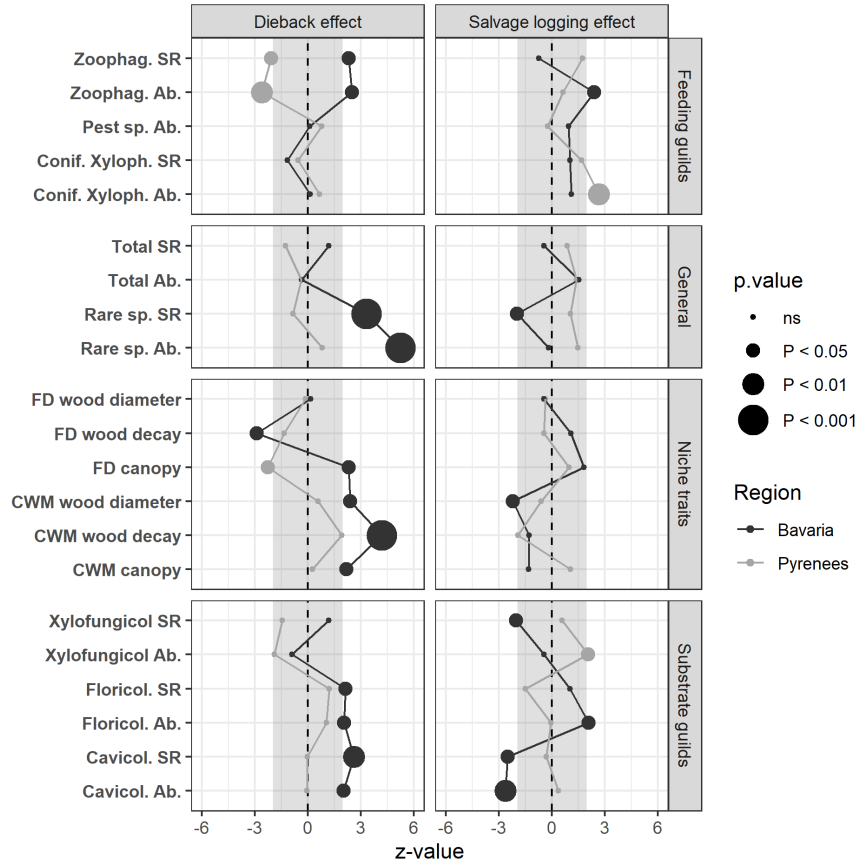 Dieback effect
Salvage logging effect
Zoophag. SR
Zoophag. Ab.
Pest sp. Ab.
Conif. Xyloph. SR
Conif. Xyloph. Ab.
Feeding guilds
Total SR
Total Ab.
Rare sp. SR
Rare sp. Ab.
General
FD wood diameter
FD wood decay
FD canopy
CWM wood diameter
CWM wood decay
CWM canopy
Niche traits
Xylofungicol SR
Xylofungicol Ab.
Floricol. SR
Floricol. Ab.
Cavicol. SR
Cavicol. Ab.
Substrate guilds
-6 -3 0 3 6
-6 -3 0 3 6
z-value
p.value
ns
P < 0.05
P < 0.01
P < 0.001
Region
Bavaria
Pyrenees